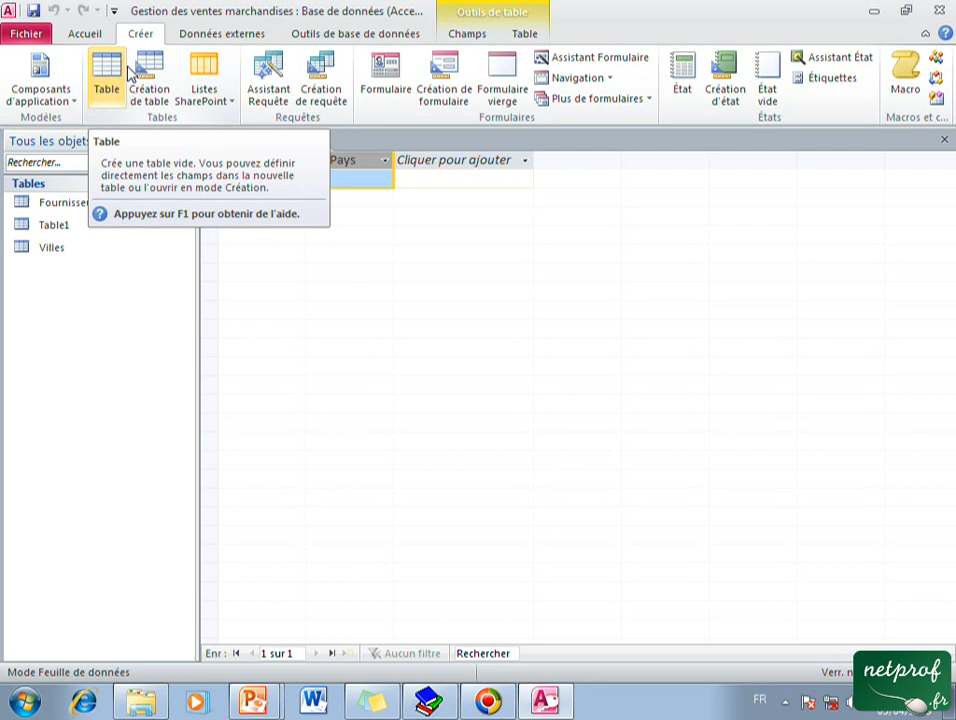 Gestion des ventes marchandises : Base de données (Acce...
Outils de table
Fichier
Accueil
Créer
Données externes
Outils de base de données
Champs
Table
Composants d'application
Table
Création de table
Listes SharePoint
Assistant Requête
Création de requête
Formulaire
Création de formulaire
Formulaire vierge
Assistant Formulaire
Navigation
Plus de formulaires
État
Création d'état
État vide
Assistant État
Étiquettes
Macro
Modèles
Tables
Requêtes
Formulaires
États
Macros et c...
Tous les objet
Rechercher...
Tables
Fournisse
Table1
Villes
Table
Crée une table vide. Vous pouvez définir
directement les champs dans la nouvelle
table ou l'ouvrir en mode Création.
Appuyez sur F1 pour obtenir de l'aide.
Pays
Cliquer pour ajouter
Enr :
1 sur 1
Aucun filtre
Rechercher
Mode Feuille de données
Verr. n
FR
netprof
.fr